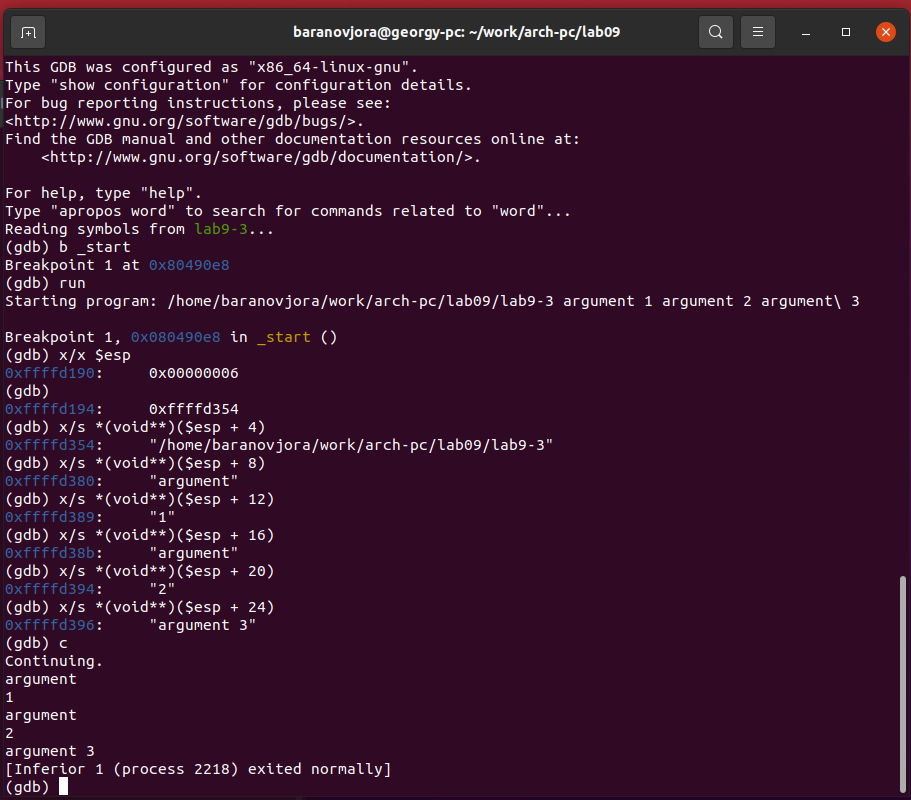 baranovjora@georgy-pc: ~/work/arch-pc/lab09
This GDB was configured as "x86_64-linux-gnu".
Type "show configuration" for configuration details.
For bug reporting instructions, please see:
<http://www.gnu.org/software/gdb/bugs/>.
Find the GDB manual and other documentation resources online at:
    <http://www.gnu.org/software/gdb/documentation/>.

For help, type "help".
Type "apropos word" to search for commands related to "word"...
Reading symbols from lab9-3...
(gdb) b _start
Breakpoint 1 at 0x80490e8
(gdb) run
Starting program: /home/baranovjora/work/arch-pc/lab09/lab9-3 argument 1 argument 2 argument\ 3

Breakpoint 1, 0x080490e8 in _start ()
(gdb) x/x $esp
0xffffd190:     0x00000006
(gdb)
0xffffd194:     0xffffd354
(gdb) x/s *(void**)($esp + 4)
0xffffd354:     "/home/baranovjora/work/arch-pc/lab09/lab9-3"
(gdb) x/s *(void**)($esp + 8)
0xffffd380:     "argument"
(gdb) x/s *(void**)($esp + 12)
0xffffd389:     "1"
(gdb) x/s *(void**)($esp + 16)
0xffffd38b:     "argument"
(gdb) x/s *(void**)($esp + 20)
0xffffd394:     "2"
(gdb) x/s *(void**)($esp + 24)
0xffffd396:     "argument 3"
(gdb) c
Continuing.
argument
1
argument
2
argument 3
[Inferior 1 (process 2218) exited normally]
(gdb)